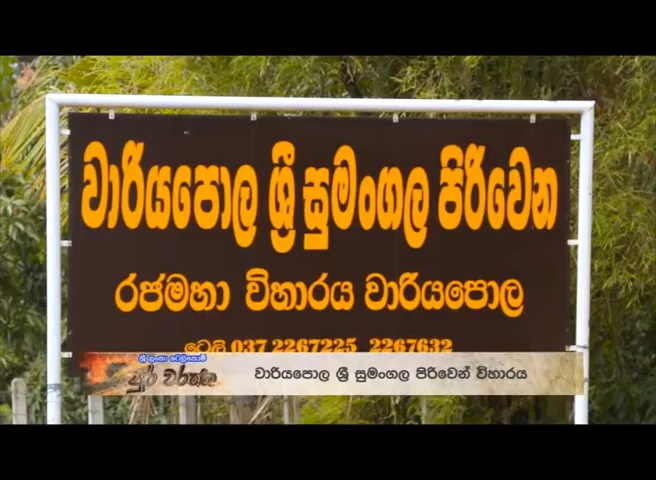 වාරියපොල ශ්‍රී සුමංගල පිරිවෙන
රජමහා විහාරය වාරියපොල
ටෙලි.037 2267225 2267632
ශ්‍රී ලංකා ටෙලිකොම්
වාරියපොල ශ්‍රී සුමංගල පිරිවෙන් විහාරය